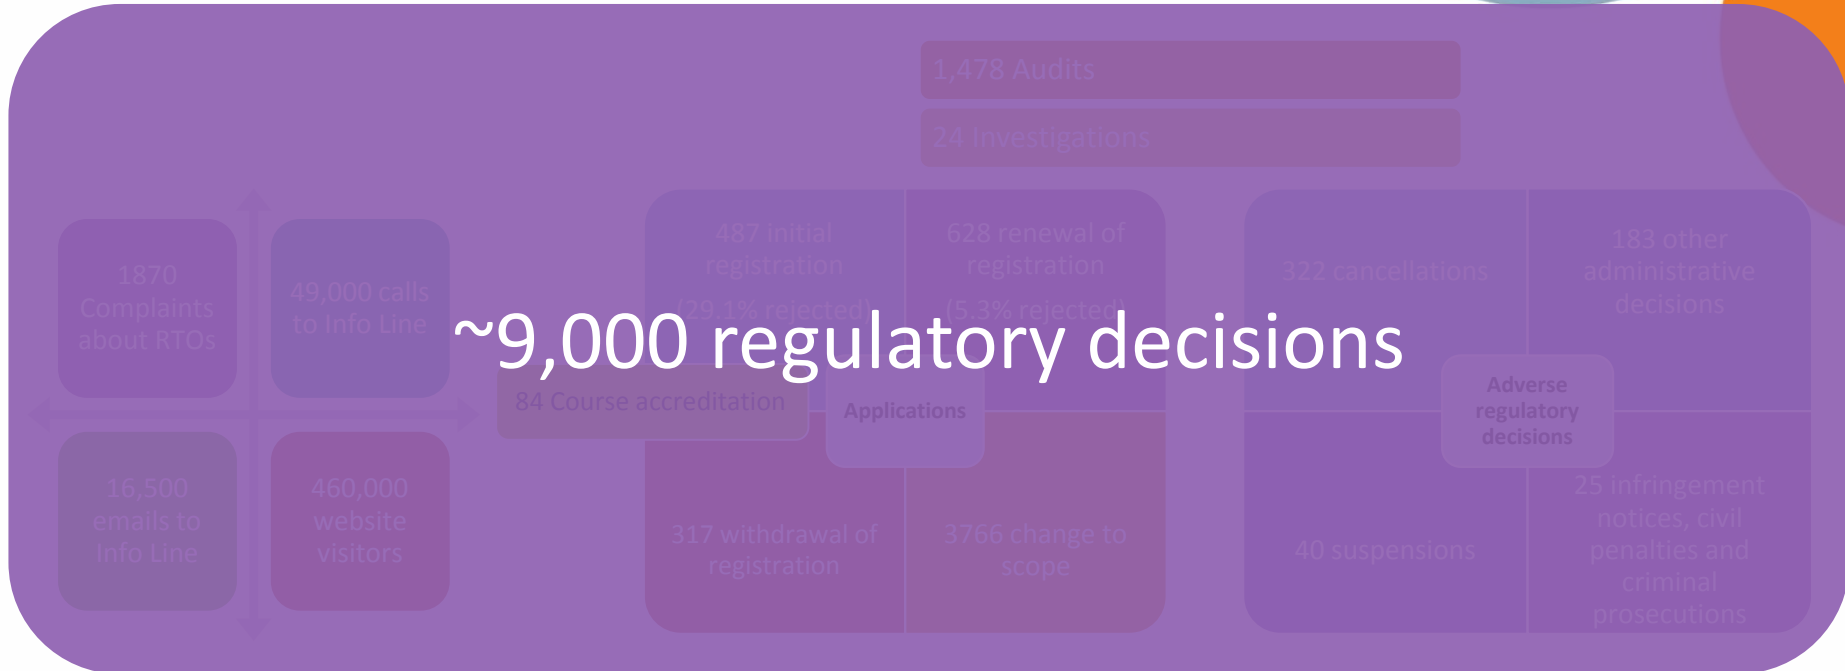 1,478 Audits
24 Investigations
1870
Complaints
about RTOs
49,000 calls
to Info Line
16,500
emails to
Info Line
460,000
website
visitors
~9,000 regulatory decisions
487 initial
registration
(29.1% rejected)
628 renewal of
registration
(5.3% rejected)
84 Course accreditation
Applications
317 withdrawal of
registration
3766 change to
scope
322 cancellations
183 other
administrative
decisions
Adverse
regulatory
decisions
40 suspensions
25 infringement
notices, civil
penalties and
criminal
prosecutions